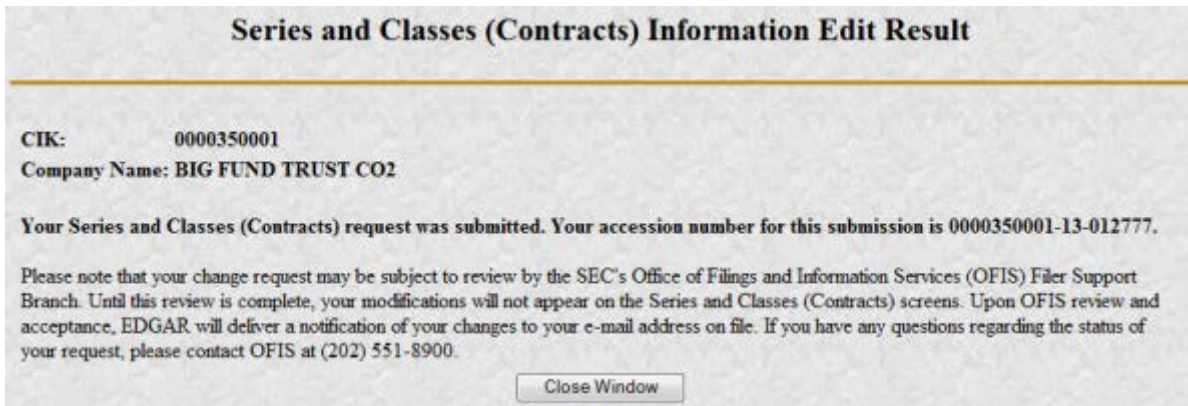 Series and Classes (Contracts) Information Edit Result
CIK: 0000350001
Company Name: BIG FUND TRUST CO2
Your Series and Classes (Contracts) request was submitted. Your accession number for this submission is 0000350001-13-012777.
Please note that your change request may be subject to review by the SEC's Office of Filings and Information Services (OFIS) Filer Support
Branch. Until this review is complete, your modifications will not appear on the Series and Classes (Contracts) screens. Upon OFIS review and
acceptance, EDGAR will deliver a notification of your changes to your e-mail address on file. If you have any questions regarding the status of
your request, please contact OFIS at (202) 551-8900.
Close Window